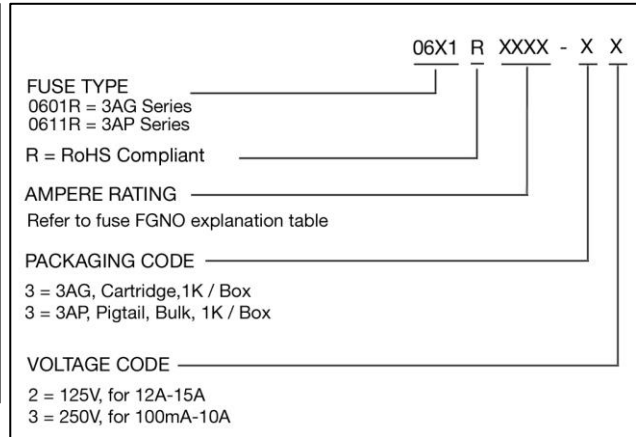 06X1 R XXXX - X X
FUSE TYPE
0601R = 3AG Series
0611R = 3AP Series
R = RoHS Compliant
AMPERE RATING
Refer to fuse FGNO explanation table
PACKAGING CODE
3 = 3AG, Cartridge,1K / Box
3 = 3AP, Pigtail, Bulk, 1K / Box
VOLTAGE CODE
2 = 125V, for 12A-15A
3 = 250V, for 100mA-10A